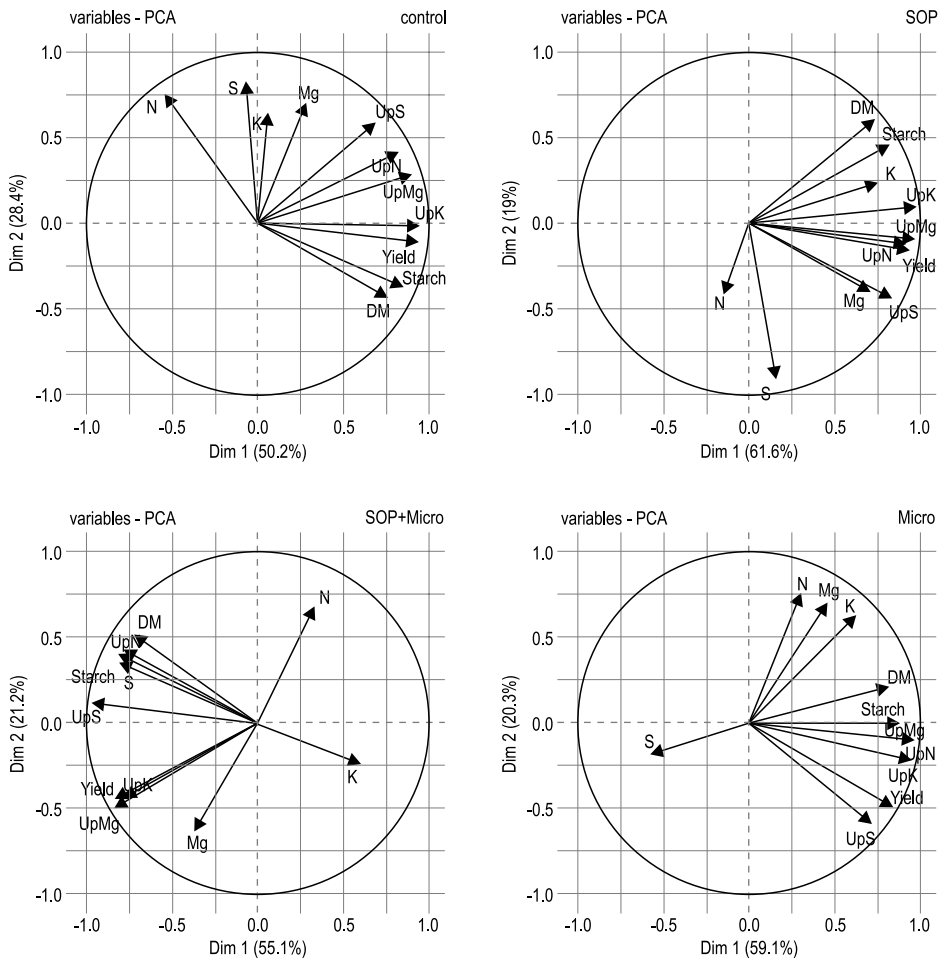 variables - PCA control
1.0
0.5
0.0
-0.5
-1.0
Dim 2 (28.4%)
N
S
K
Mg
UpS
UpN
UpMg
UpK
Yield
Starch
DM
-1.0 -0.5 0.0 0.5 1.0
Dim 1 (50.2%)
variables - PCA SOP
1.0
0.5
0.0
-0.5
-1.0
Dim 2 (19%)
DM
Starch
K
UpK
UpMg
UpN
Yield
Mg
UpS
N
S
-1.0 -0.5 0.0 0.5 1.0
Dim 1 (61.6%)
variables - PCA SOP+Micro
1.0
0.5
0.0
-0.5
-1.0
Dim 2 (21.2%)
N
DM
UpN
Starch
S
UpS
K
Yield
UpK
UpMg
Mg
-1.0 -0.5 0.0 0.5 1.0
Dim 1 (55.1%)
variables - PCA Micro
1.0
0.5
0.0
-0.5
-1.0
Dim 2 (20.3%)
N
Mg
K
DM
Starch
UpMg
S
UpN
UpK
Yield
UpS
-1.0 -0.5 0.0 0.5 1.0
Dim 1 (59.1%)